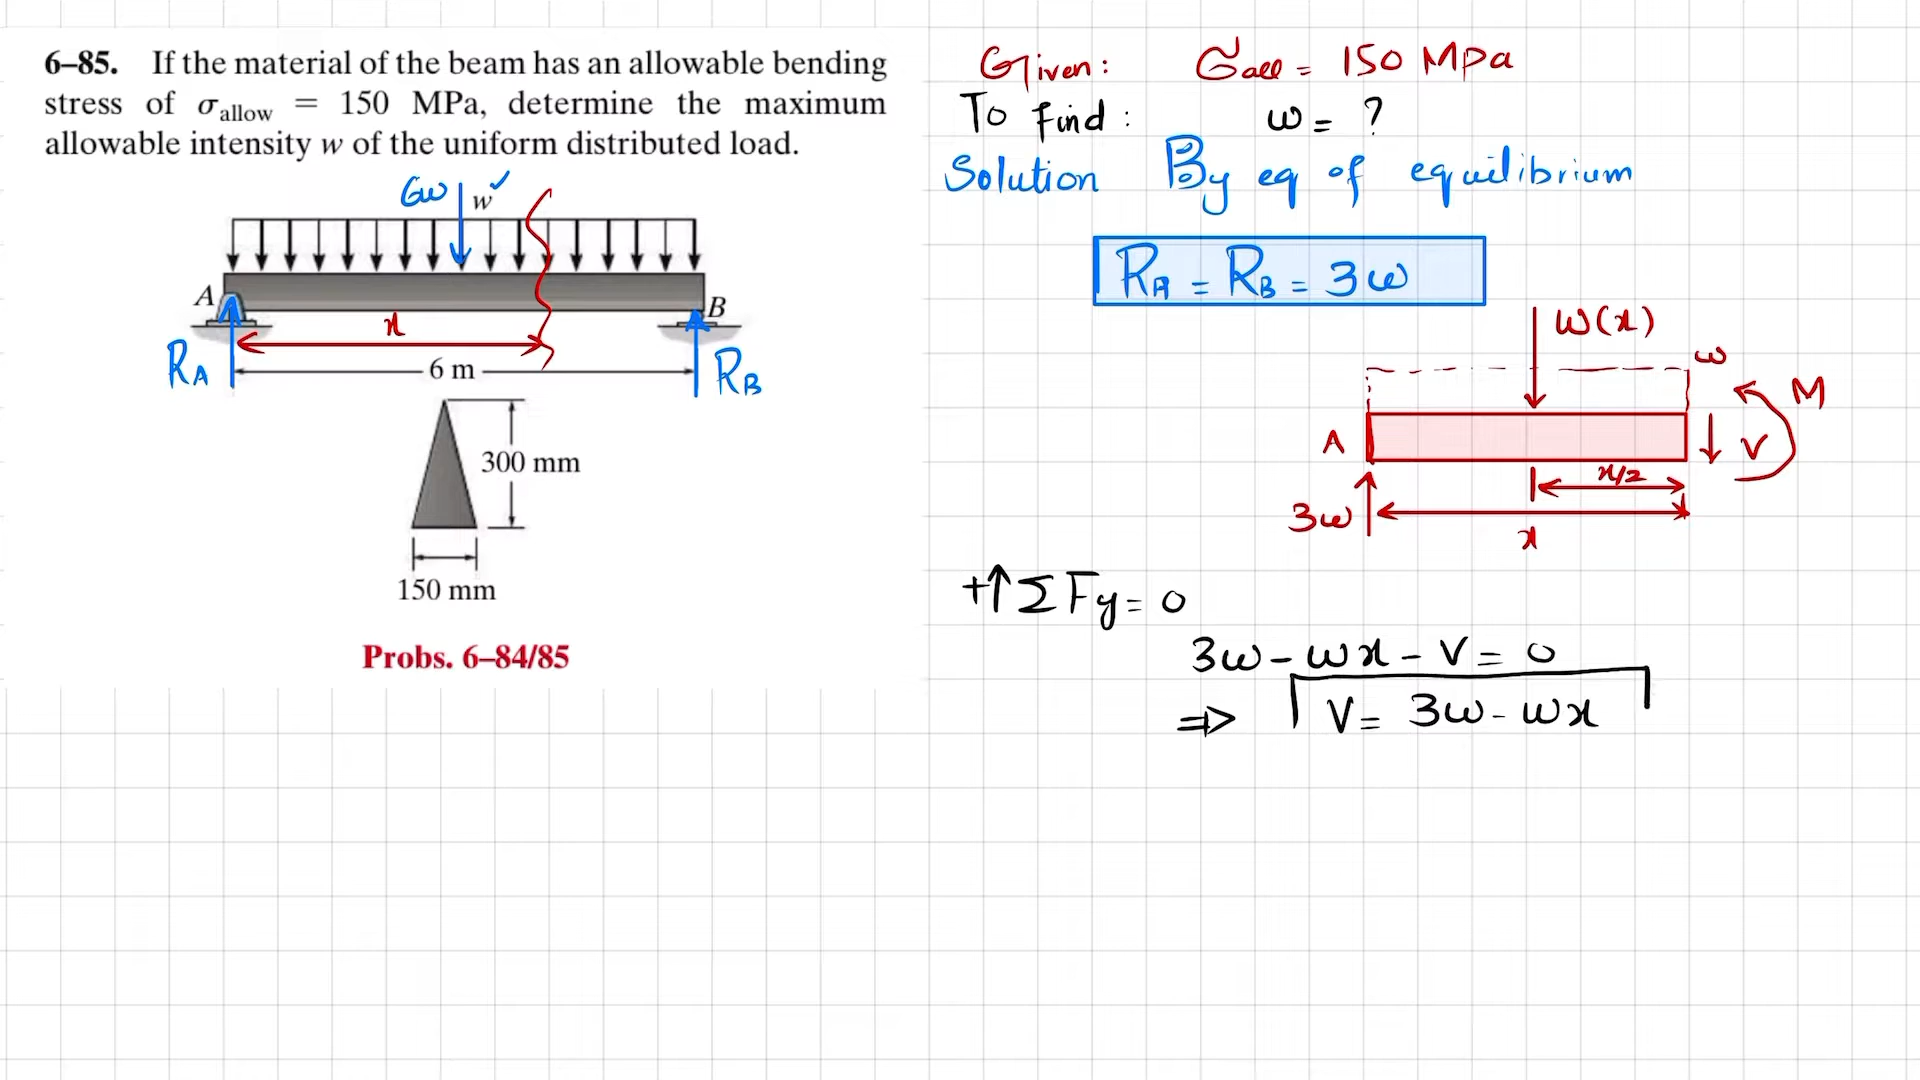 6–85. If the material of the beam has an allowable bending
stress of σallow = 150 MPa, determine the maximum
allowable intensity w of the uniform distributed load.
6w w
A
B
x
RA
6 m
RB
300 mm
150 mm
Probs. 6–84/85
Given: σall = 150 MPa
To find: w = ?
Solution By eq of equilibrium
RA = RB = 3w
w(x)
w
M
A
V
x/2
3w
x
+↑ΣFy = 0
3w - wx - V = 0
⇒ V = 3w - wx